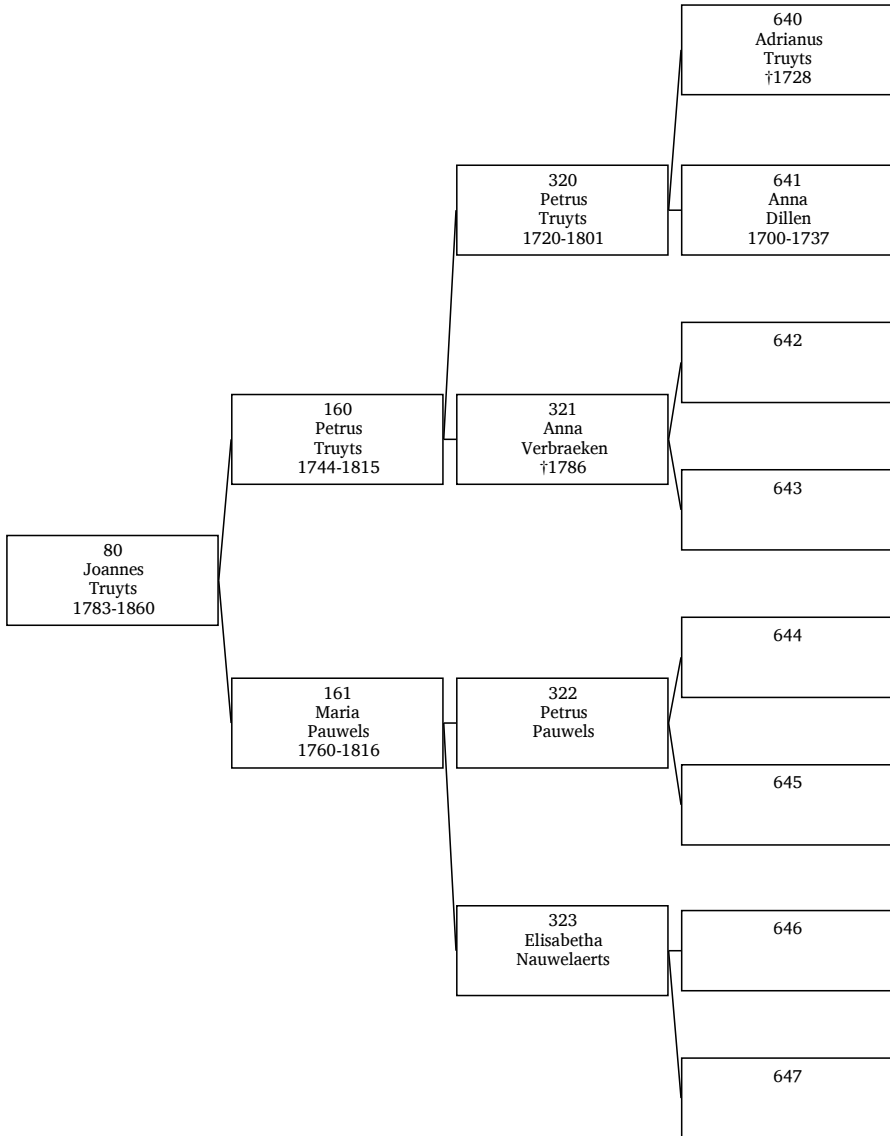 640
Adrianus
Truyts
†1728
320
Petrus
Truyts
1720-1801
641
Anna
Dillen
1700-1737
642
160
Petrus
Truyts
1744-1815
321
Anna
Verbraeken
†1786
643
80
Joannes
Truyts
1783-1860
644
161
Maria
Pauwels
1760-1816
322
Petrus
Pauwels
645
323
Elisabetha
Nauwelaerts
646
647